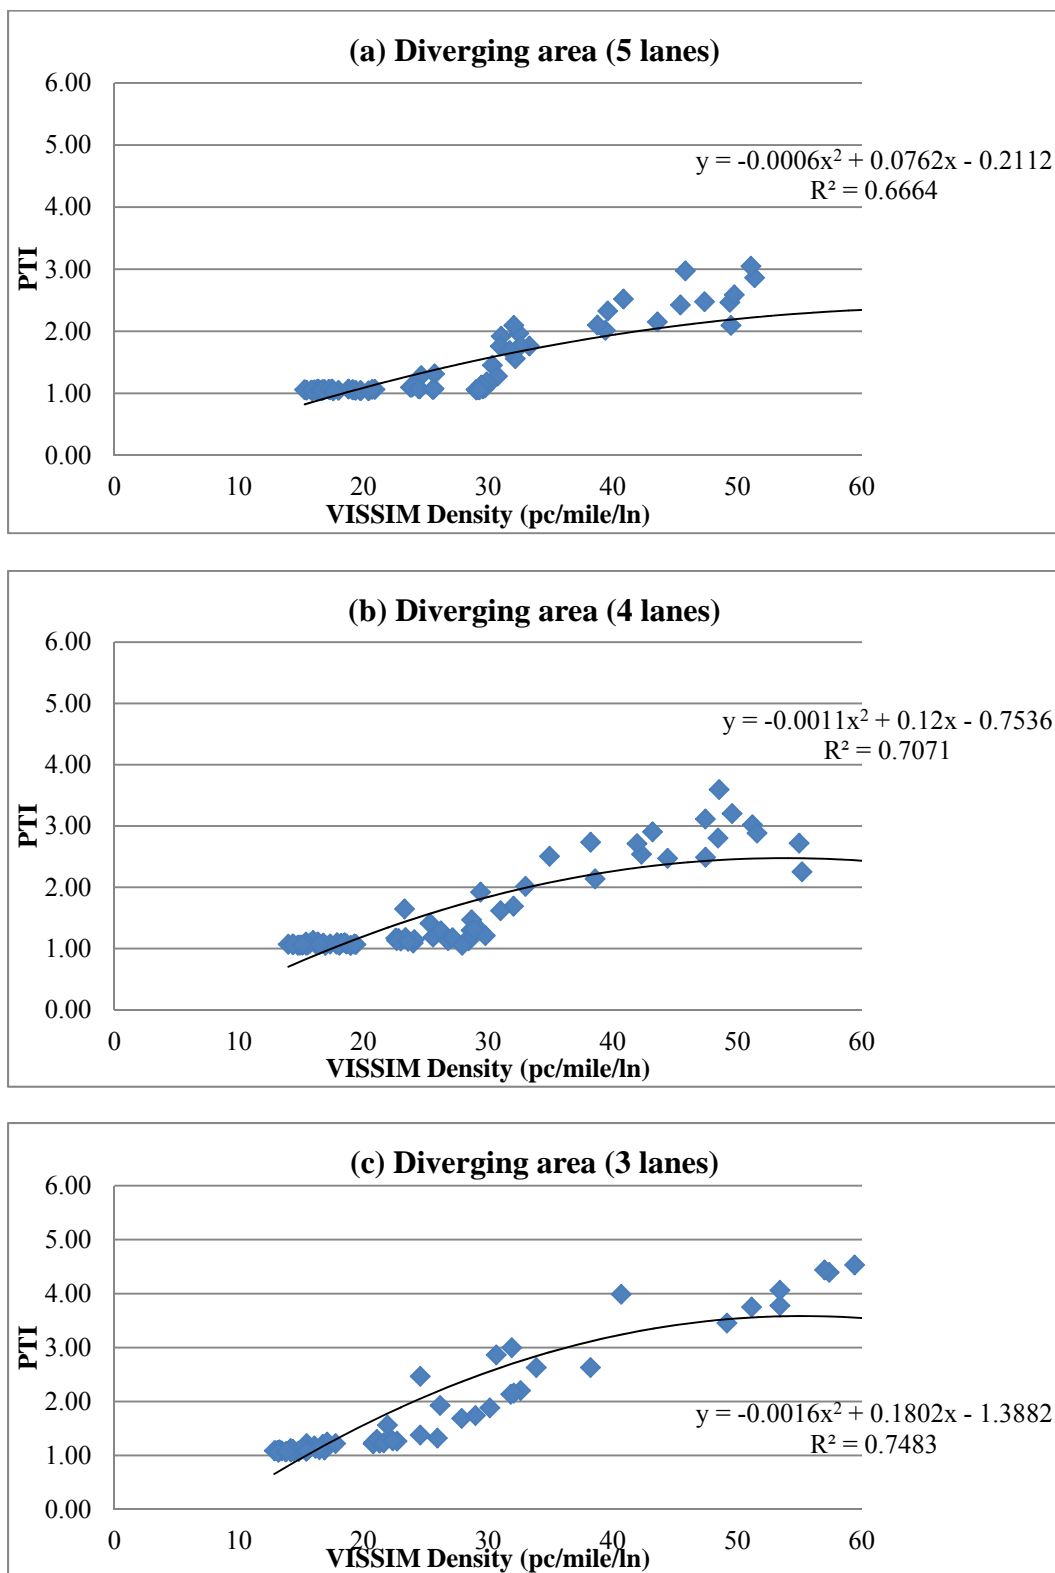 (a) Diverging area (5 lanes)
6.00
5.00
y = -0.0006x² + 0.0762x - 0.2112
R² = 0.6664
4.00
PTI
3.00
2.00
1.00
0.00
0 10 20 30 40 50 60
VISSIM Density (pc/mile/ln)
(b) Diverging area (4 lanes)
6.00
5.00
y = -0.0011x² + 0.12x - 0.7536
R² = 0.7071
4.00
PTI
3.00
2.00
1.00
0.00
0 10 20 30 40 50 60
VISSIM Density (pc/mile/ln)
(c) Diverging area (3 lanes)
6.00
5.00
4.00
PTI
3.00
2.00
y = -0.0016x² + 0.1802x - 1.3882
R² = 0.7483
1.00
0.00
0 10 20 30 40 50 60
VISSIM Density (pc/mile/ln)